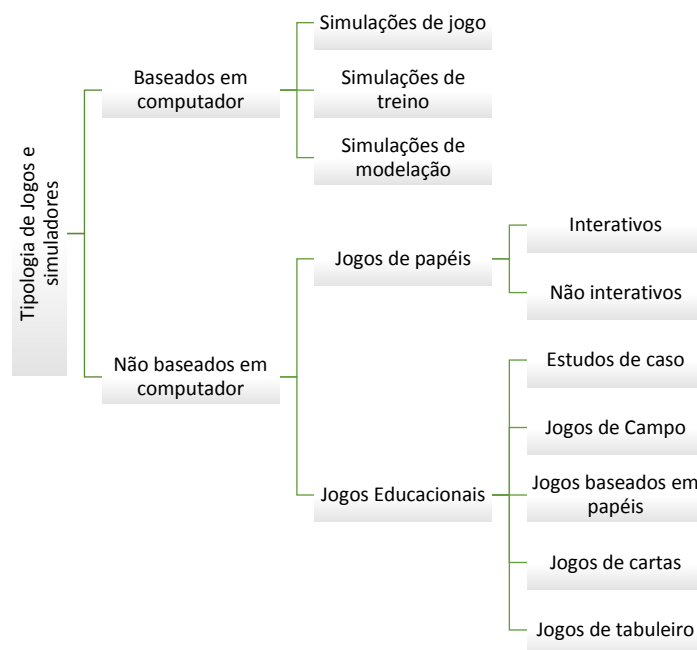 Tipologia de Jogos e
simuladores
Baseados em
computador
Simulações de jogo
Simulações de
treino
Simulações de
modelação
Não baseados em
computador
Jogos de papéis
Interativos
Não interativos
Jogos Educacionais
Estudos de caso
Jogos de Campo
Jogos baseados em
papéis
Jogos de cartas
Jogos de tabuleiro